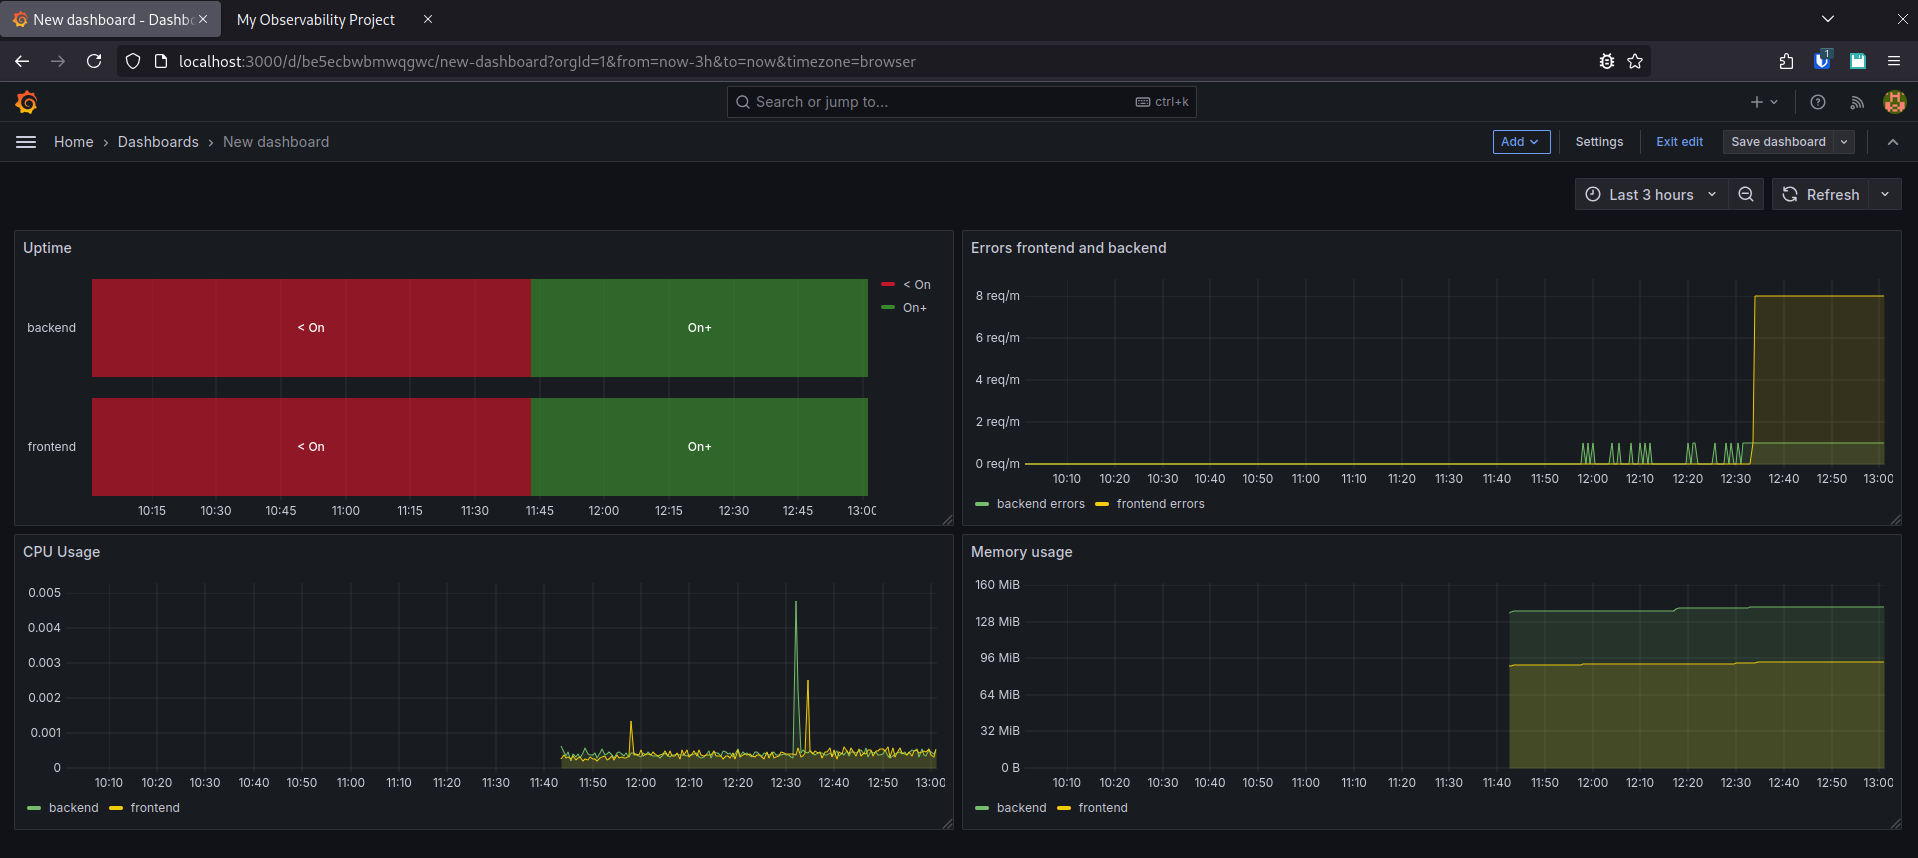 New dashboard - Dashb
My Observability Project
localhost:3000/d/be5ecbwbmwqgwc/new-dashboard?orgId=1&from=now-3h&to=now&timezone=browser
1
Search or jump to...
ctrl+k
Home › Dashboards › New dashboard
Add
Settings
Exit edit
Save dashboard
Last 3 hours
Refresh
Uptime
backend
< On
On+
frontend
< On
On+
10:15 10:30 10:45 11:00 11:15 11:30 11:45 12:00 12:15 12:30 12:45 13:00
< On
On+
Errors frontend and backend
8 req/m
6 req/m
4 req/m
2 req/m
0 req/m
10:10 10:20 10:30 10:40 10:50 11:00 11:10 11:20 11:30 11:40 11:50 12:00 12:10 12:20 12:30 12:40 12:50 13:00
backend errors frontend errors
CPU Usage
0.005
0.004
0.003
0.002
0.001
0
10:10 10:20 10:30 10:40 10:50 11:00 11:10 11:20 11:30 11:40 11:50 12:00 12:10 12:20 12:30 12:40 12:50 13:00
backend frontend
Memory usage
160 MiB
128 MiB
96 MiB
64 MiB
32 MiB
0 B
10:10 10:20 10:30 10:40 10:50 11:00 11:10 11:20 11:30 11:40 11:50 12:00 12:10 12:20 12:30 12:40 12:50 13:00
backend frontend